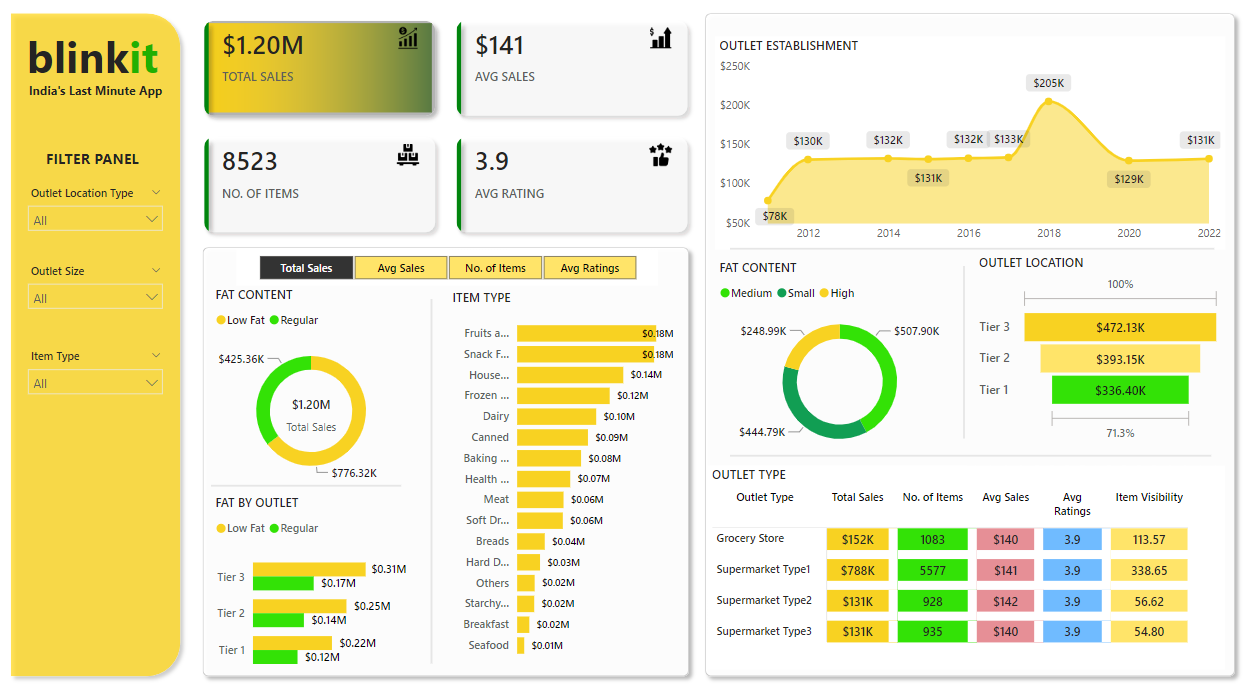 blinkit
India's Last Minute App
FILTER PANEL
Outlet Location Type
All
Outlet Size
All
Item Type
All
$1.20M
TOTAL SALES
$141
AVG SALES
8523
NO. OF ITEMS
3.9
AVG RATING
Total Sales
Avg Sales
No. of Items
Avg Ratings
FAT CONTENT
Low Fat Regular
$425.36K
$1.20M
Total Sales
$776.32K
FAT BY OUTLET
Low Fat Regular
Tier 3 $0.31M
$0.17M
Tier 2 $0.25M
$0.14M
Tier 1 $0.22M
$0.12M
ITEM TYPE
Fruits a... $0.18M
Snack F... $0.18M
House... $0.14M
Frozen ... $0.12M
Dairy $0.10M
Canned $0.09M
Baking ... $0.08M
Health ... $0.07M
Meat $0.06M
Soft Dr... $0.06M
Breads $0.04M
Hard D... $0.03M
Others $0.02M
Starchy... $0.02M
Breakfast $0.02M
Seafood $0.01M
OUTLET ESTABLISHMENT
$250K
$200K
$150K
$100K
$50K
$78K
$130K
$132K
$131K
$132K
$133K
$205K
$129K
$131K
2012 2014 2016 2018 2020 2022
FAT CONTENT
Medium Small High
$248.99K
$507.90K
$444.79K
OUTLET LOCATION
100%
Tier 3 $472.13K
Tier 2 $393.15K
Tier 1 $336.40K
71.3%
OUTLET TYPE
Outlet Type Total Sales No. of Items Avg Sales Avg Ratings Item Visibility
Grocery Store $152K 1083 $140 3.9 113.57
Supermarket Type1 $788K 5577 $141 3.9 338.65
Supermarket Type2 $131K 928 $142 3.9 56.62
Supermarket Type3 $131K 935 $140 3.9 54.80